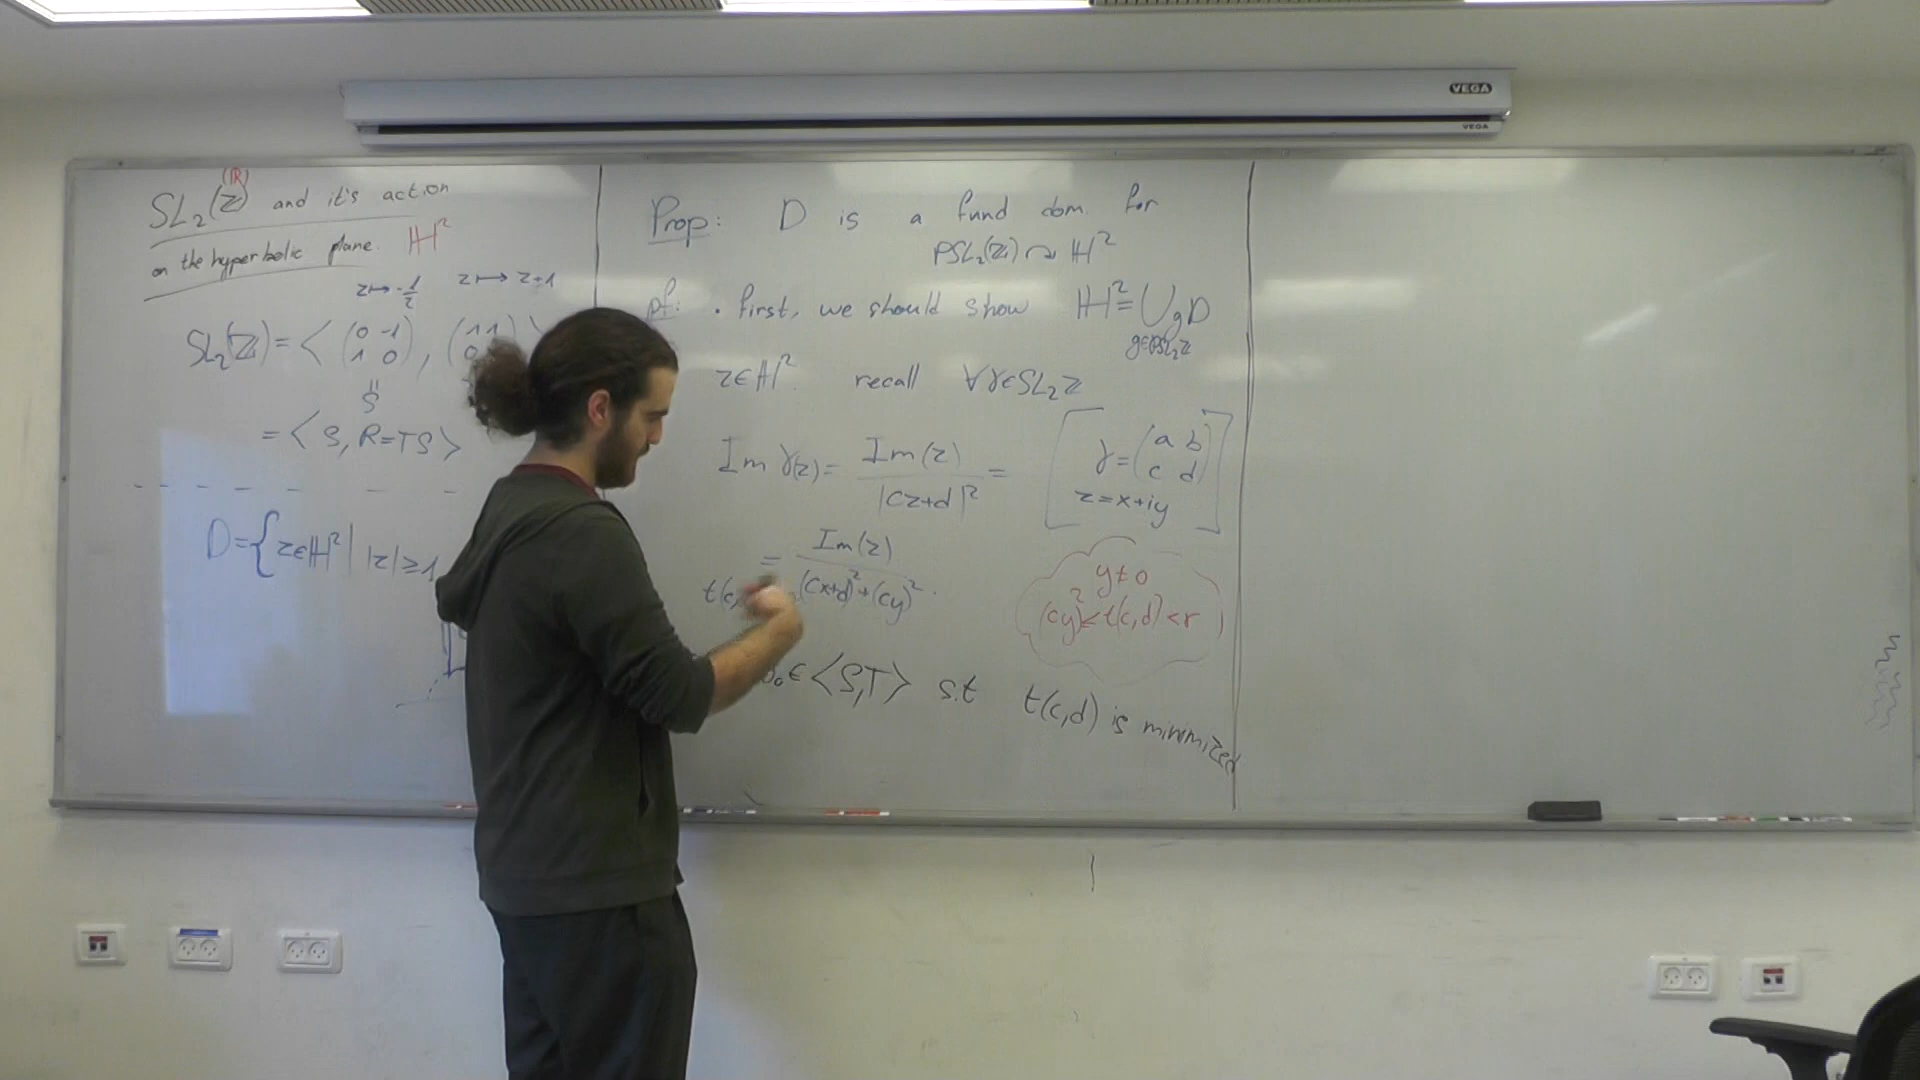 VEGA
VEGA
SL₂(ℤ) and it's action
(ℝ)
on the hyperbolic plane. ℍ²
z ↦ -1/z   z ↦ z+1
SL₂(ℤ) = < (0 -1; 1 0), (1 1; 0
S
= < S, R=TS >
D = { z∈ℍ² | |z| ≥ 1
Prop: D is a fund dom. for
PSL₂(ℤ) ↷ ℍ²
pf: · first, we should show ℍ² = ⋃ gD
g∈PSL₂ℤ
z∈ℍ². recall ∀γ∈SL₂ℤ
Im γ(z) = Im(z) / |cz+d|² =
[ γ = (a b; c d) z = x+iy ]
= Im(z) / (cx+d)² + (cy)².
t(c,
y ≠ 0
(cy)² ≤ t(c,d) < r
∈ <S,T> s.t t(c,d) is minimized